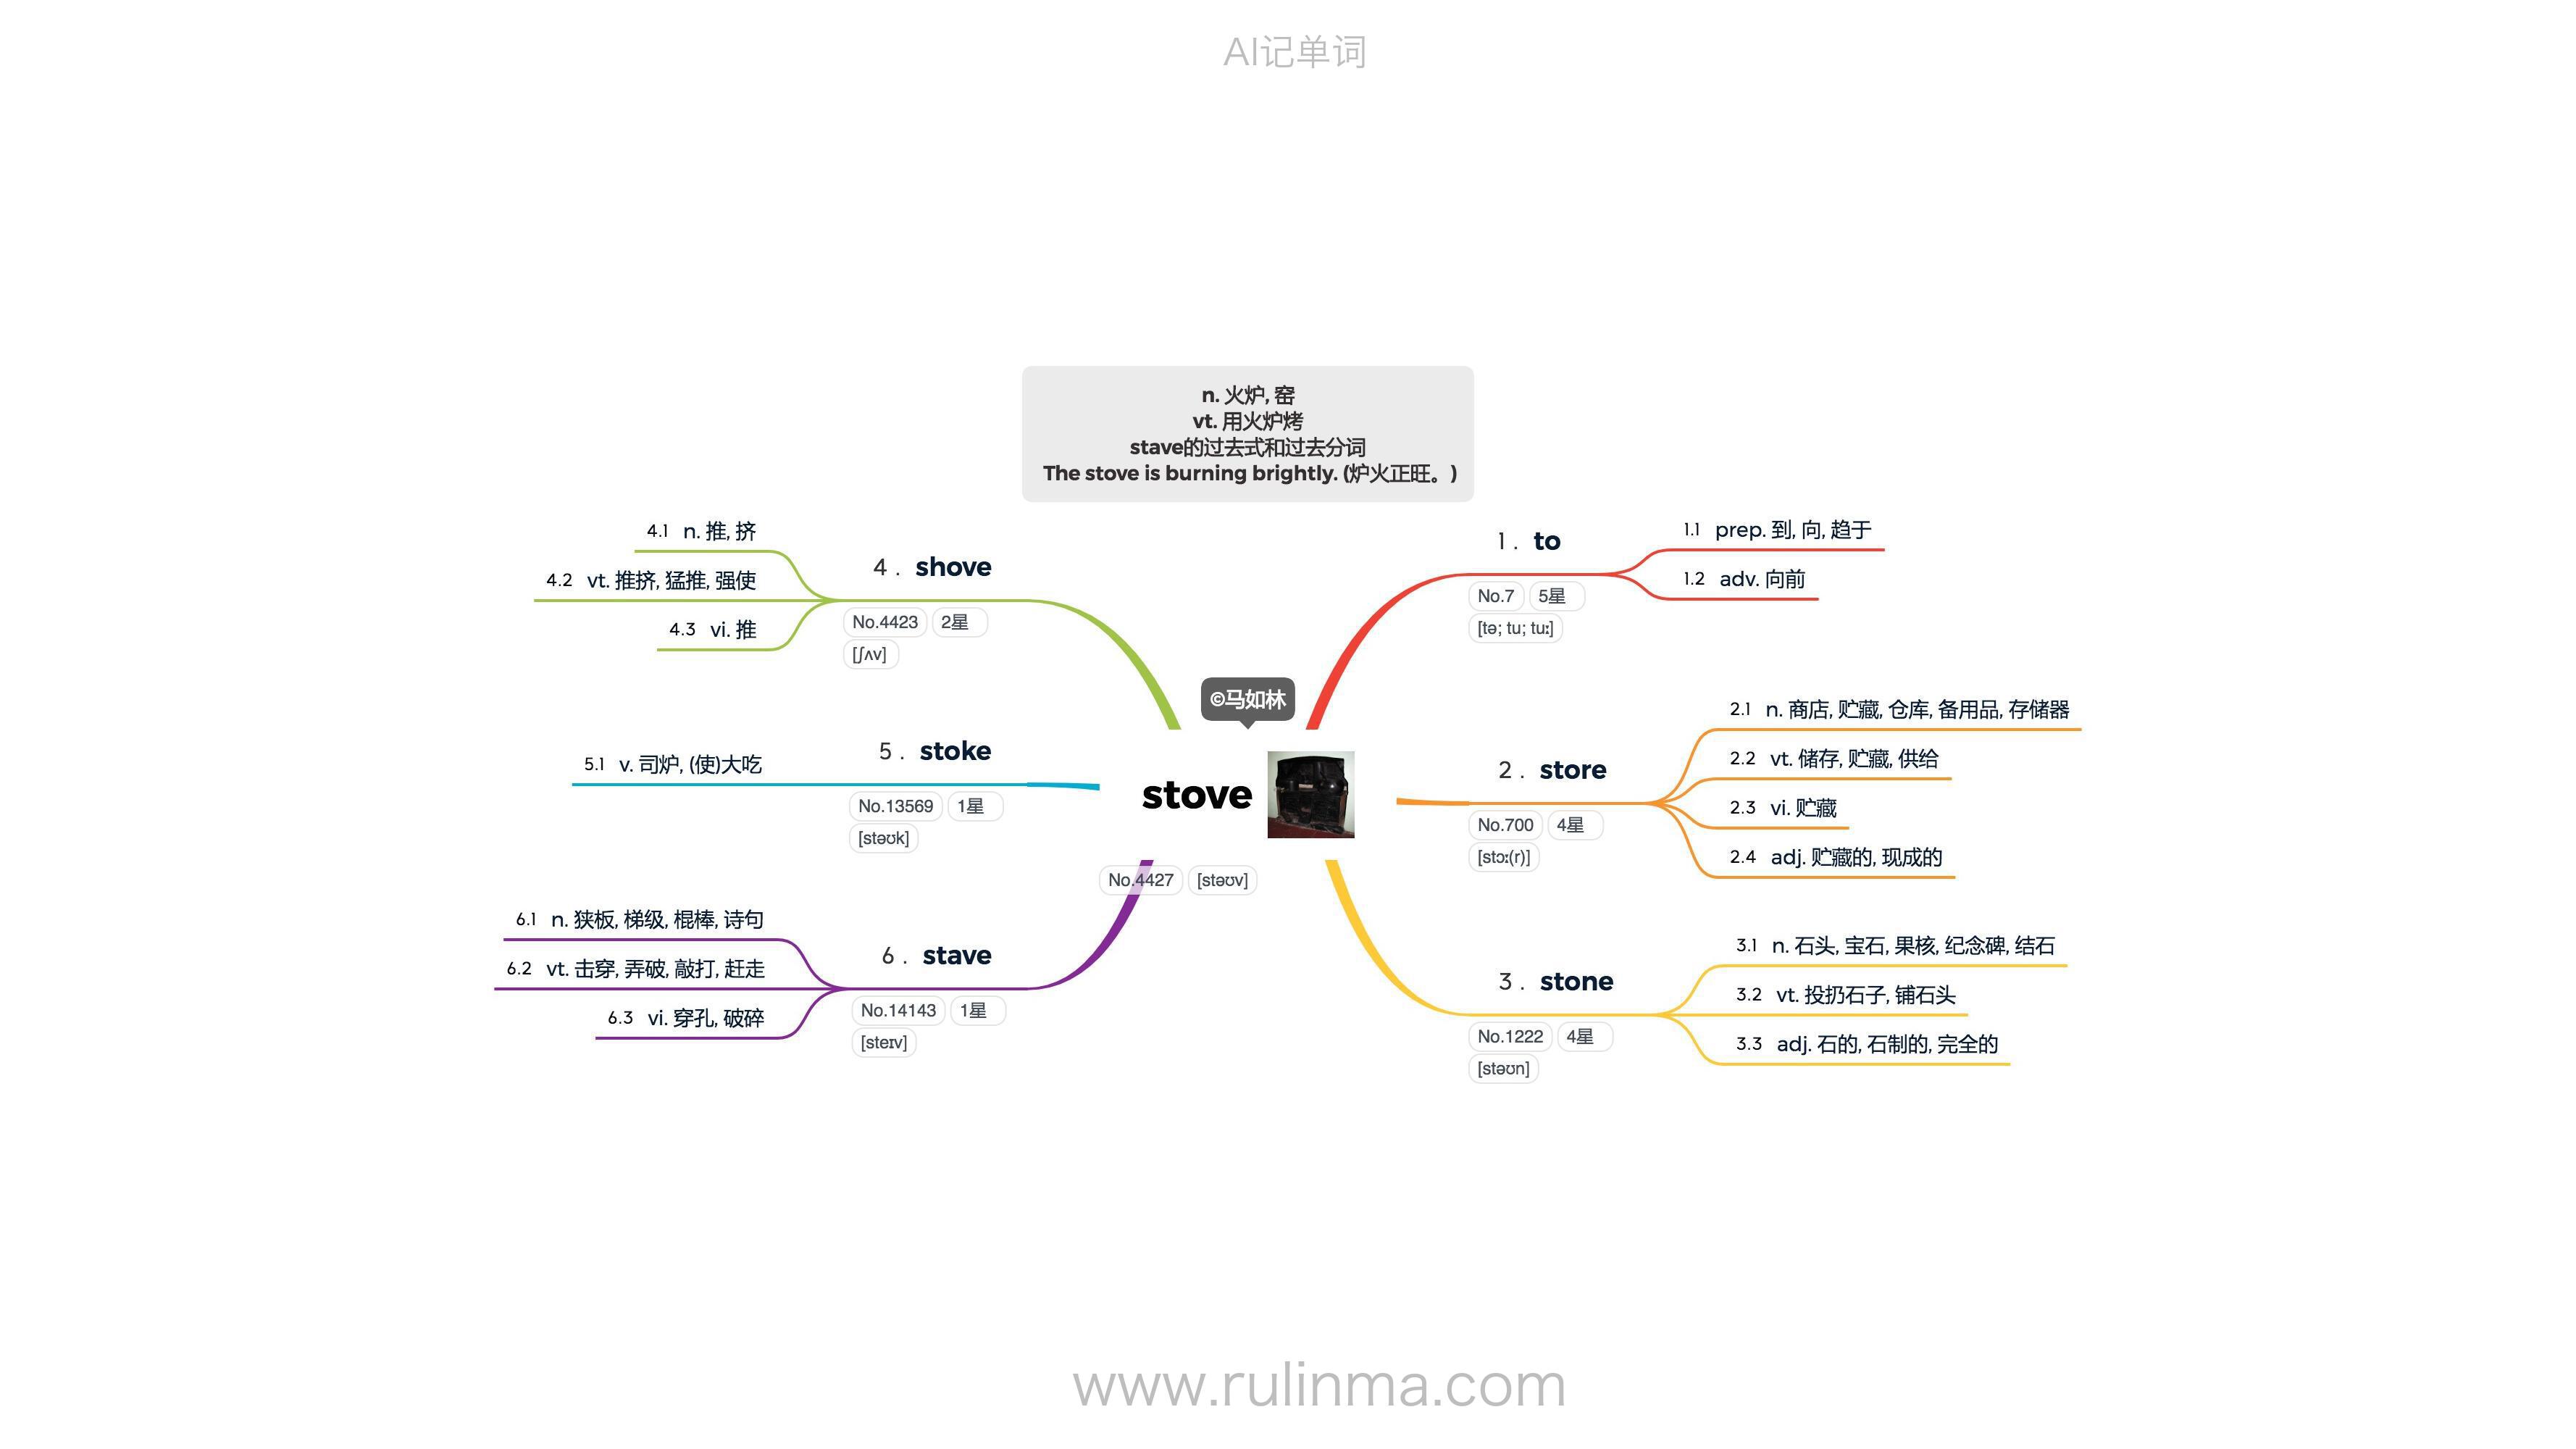 AI记单词
n. 火炉, 窑
vt. 用火炉烤
stave的过去式和过去分词
The stove is burning brightly. (炉火正旺。)
©马如林
stove
No.4427 [stəʊv]
1. to
No.7 5星
[tə; tu; tuː]
1.1 prep. 到, 向, 趋于
1.2 adv. 向前
2. store
No.700 4星
[stɔː(r)]
2.1 n. 商店, 贮藏, 仓库, 备用品, 存储器
2.2 vt. 储存, 贮藏, 供给
2.3 vi. 贮藏
2.4 adj. 贮藏的, 现成的
3. stone
No.1222 4星
[stəʊn]
3.1 n. 石头, 宝石, 果核, 纪念碑, 结石
3.2 vt. 投扔石子, 铺石头
3.3 adj. 石的, 石制的, 完全的
4. shove
No.4423 2星
[ʃʌv]
4.1 n. 推, 挤
4.2 vt. 推挤, 猛推, 强使
4.3 vi. 推
5. stoke
No.13569 1星
[stəʊk]
5.1 v. 司炉, (使)大吃
6. stave
No.14143 1星
[steɪv]
6.1 n. 狭板, 梯级, 棍棒, 诗句
6.2 vt. 击穿, 弄破, 敲打, 赶走
6.3 vi. 穿孔, 破碎
www.rulinma.com